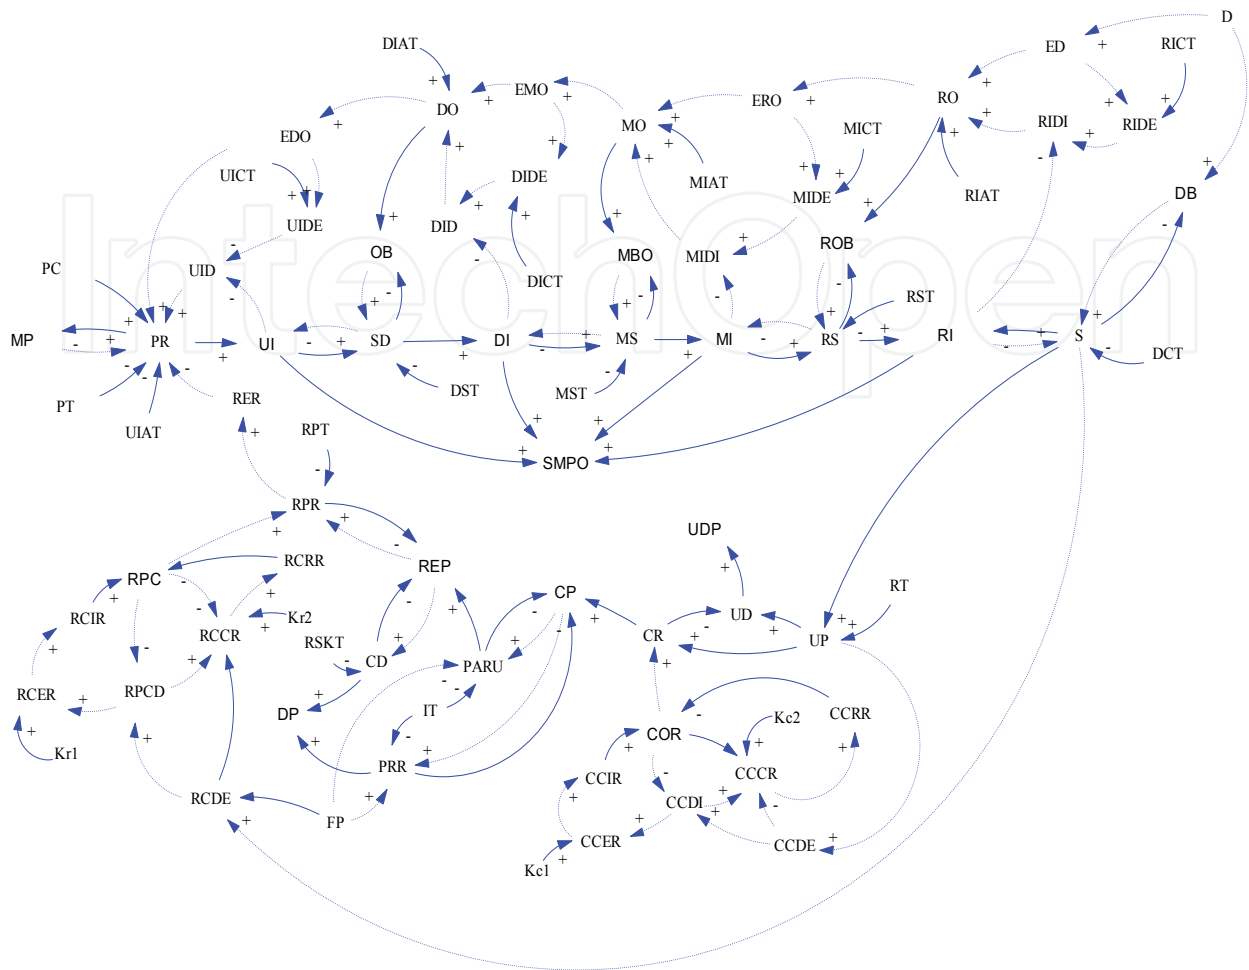 D
DIAT
ED
RICT
EMO
ERO
RO
DO
MO
RIDI
RIDE
EDO
MICT
UICT
DIDE
MIAT
MIDE
RIAT
DB
UIDE
DID
OB
MBO
MIDI
ROB
PC
UID
DICT
RST
MP
PR
UI
SD
DI
MS
MI
RS
RI
S
DCT
PT
RER
DST
MST
UIAT
RPT
SMPO
RPR
UDP
RPC
RCRR
REP
CP
RT
RCIR
Kr2
UD
RCCR
RSKT
CR
UP
CD
PARU
RCER
RPCD
DP
IT
CCRR
Kc2
COR
Kr1
PRR
CCIR
CCCR
RCDE
CCDI
FP
CCER
CCDE
Kc1
IntechOpen